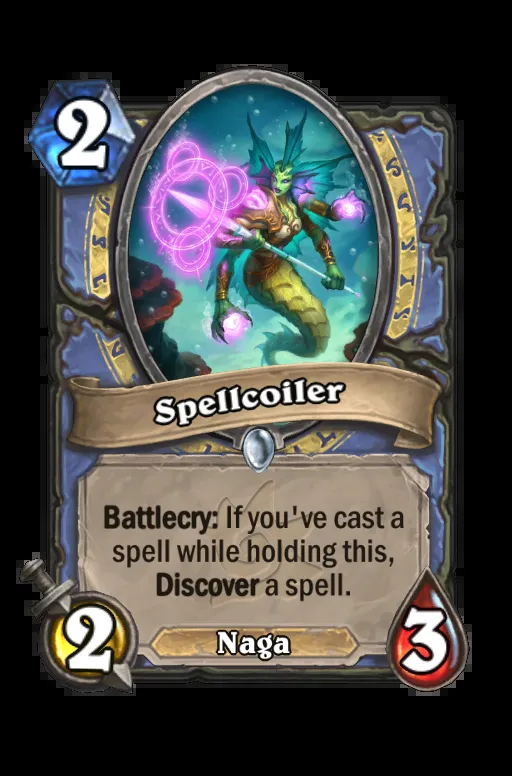 2
Spellcoiler
Battlecry: If you've cast a
spell while holding this,
Discover a spell.
2
Naga
3